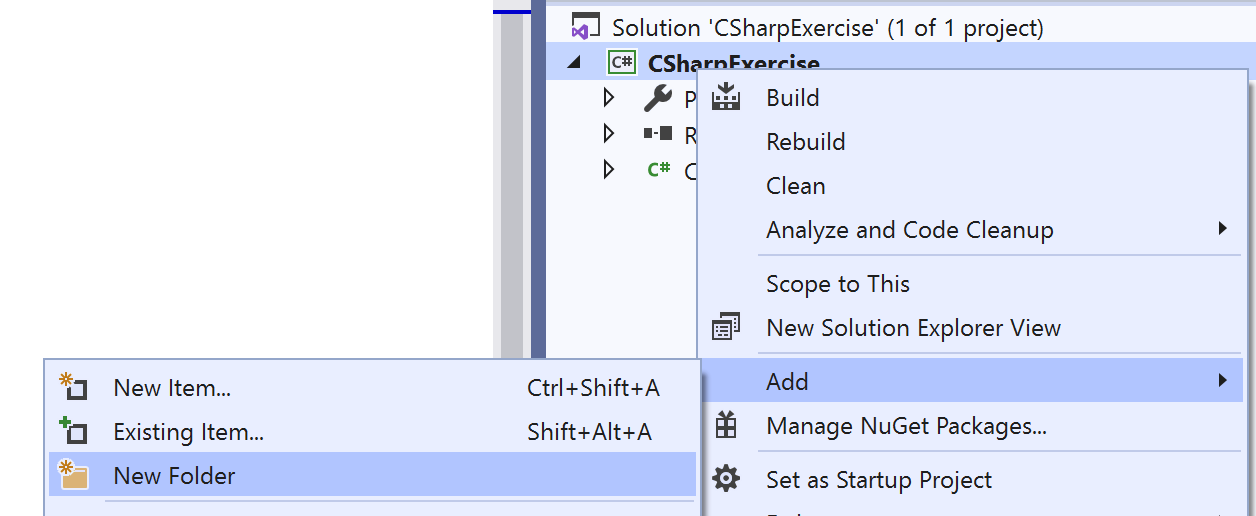 Solution 'CSharpExercise' (1 of 1 project)
C# CSharpExercise
P
R
C# C
Build
Rebuild
Clean
Analyze and Code Cleanup
Scope to This
New Solution Explorer View
Add
Manage NuGet Packages...
Set as Startup Project
New Item... Ctrl+Shift+A
Existing Item... Shift+Alt+A
New Folder